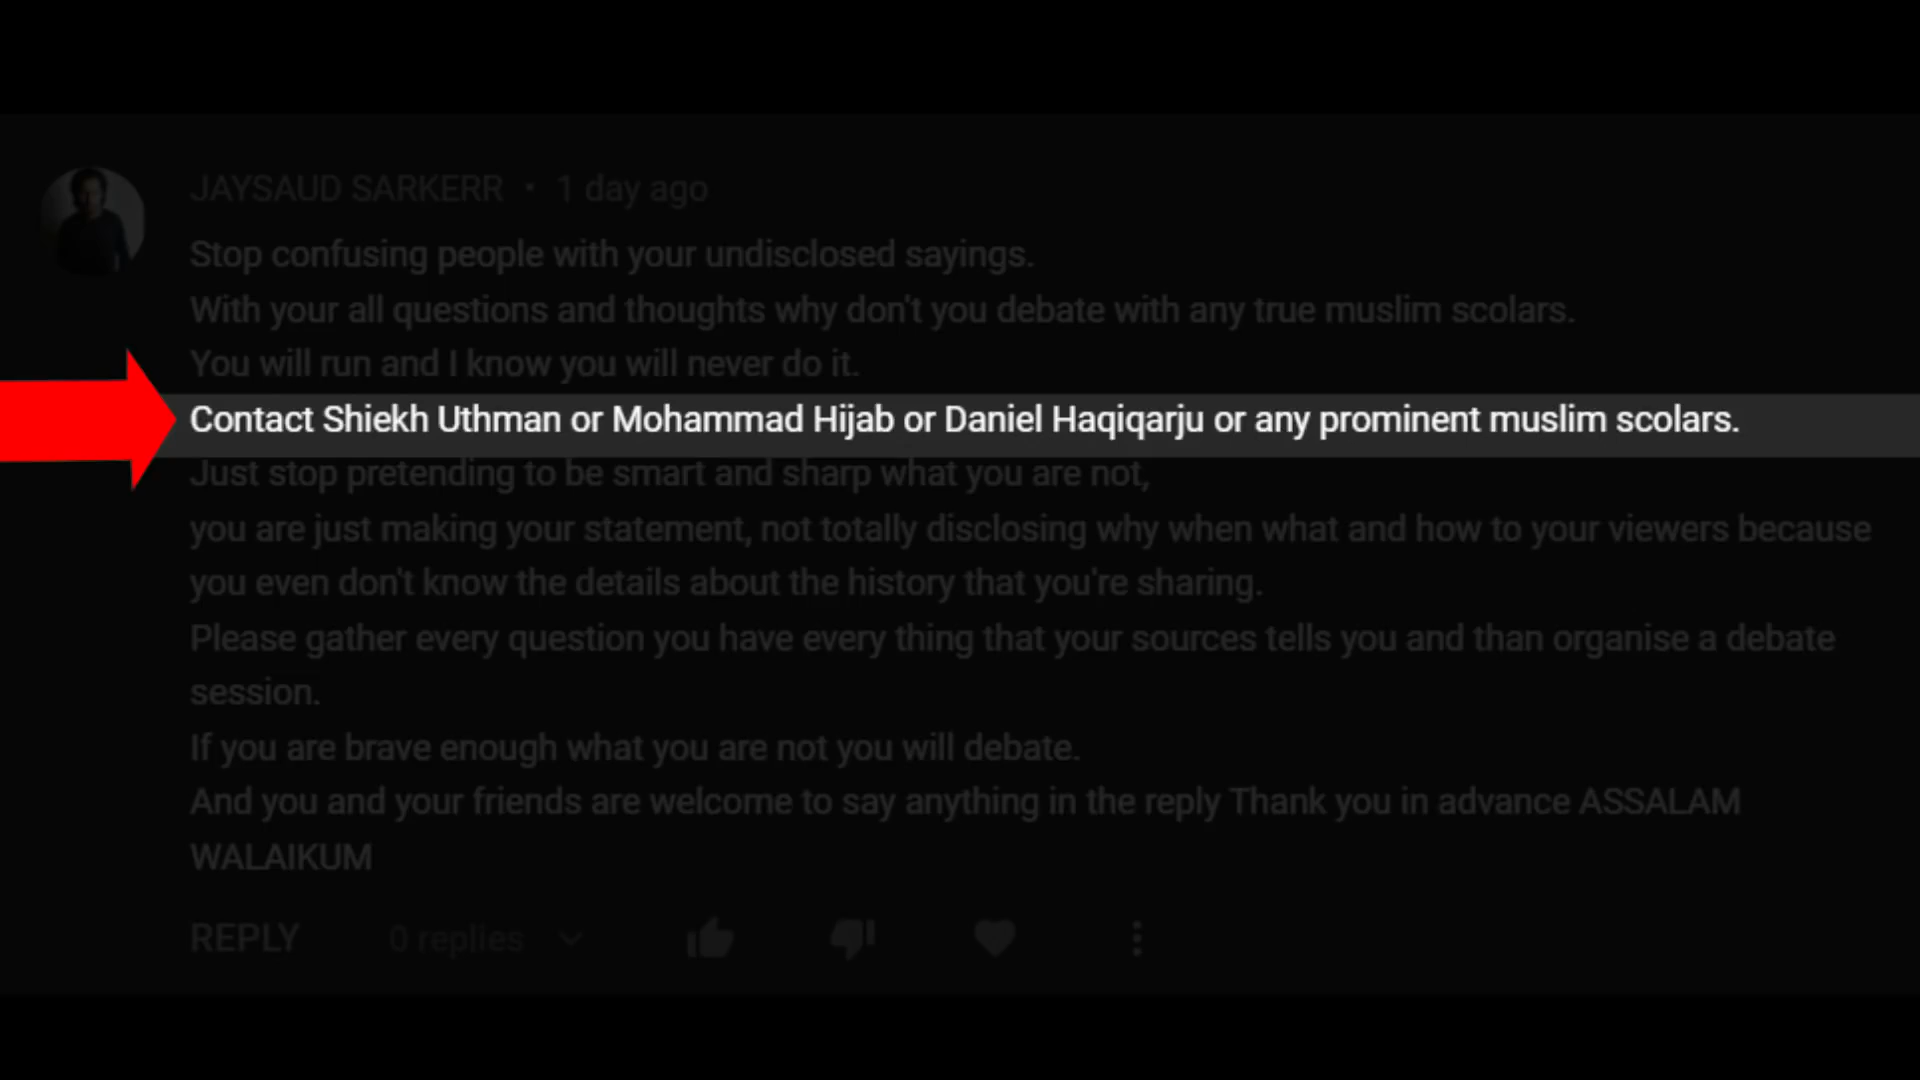 JAYSAUD SARKERR · 1 day ago
Stop confusing people with your undisclosed sayings.
With your all questions and thoughts why don't you debate with any true muslim scolars.
You will run and I know you will never do it.
Contact Shiekh Uthman or Mohammad Hijab or Daniel Haqiqarju or any prominent muslim scolars.
Just stop pretending to be smart and sharp what you are not,
you are just making your statement, not totally disclosing why when what and how to your viewers because
you even don't know the details about the history that you're sharing.
Please gather every question you have every thing that your sources tells you and than organise a debate
session.
If you are brave enough what you are not you will debate.
And you and your friends are welcome to say anything in the reply Thank you in advance ASSALAM
WALAIKUM
REPLY 0 replies